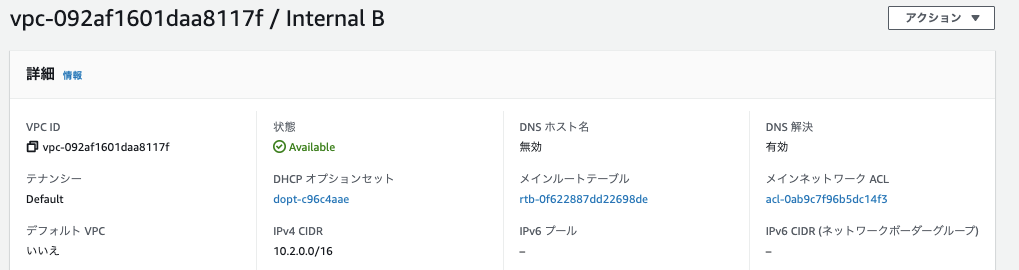 vpc-092af1601daa8117f / Internal B
アクション ▼
詳細 情報
VPC ID
vpc-092af1601daa8117f
状態
Available
DNS ホスト名
無効
DNS 解決
有効
テナンシー
Default
DHCP オプションセット
dopt-c96c4aae
メインルートテーブル
rtb-0f622887dd22698de
メインネットワーク ACL
acl-0ab9c7f96b5dc14f3
デフォルト VPC
いいえ
IPv4 CIDR
10.2.0.0/16
IPv6 プール
–
IPv6 CIDR (ネットワークボーダーグループ)
–